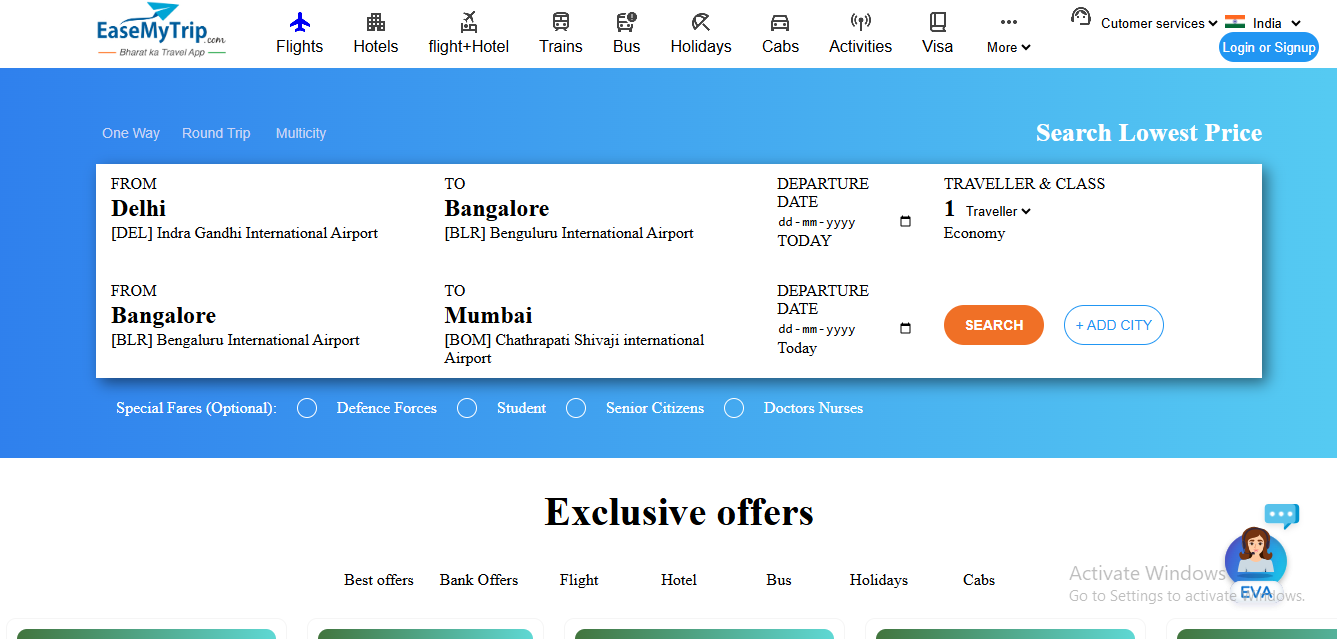 EaseMyTrip.com
Bharat ka Travel App
Flights
Hotels
flight+Hotel
Trains
Bus
Holidays
Cabs
Activities
Visa
More
Cutomer services
India
Login or Signup
One Way Round Trip Multicity
Search Lowest Price
FROM
Delhi
[DEL] Indra Gandhi International Airport
TO
Bangalore
[BLR] Benguluru International Airport
DEPARTURE
DATE
dd-mm-yyyy
TODAY
TRAVELLER & CLASS
1 Traveller
Economy
FROM
Bangalore
[BLR] Bengaluru International Airport
TO
Mumbai
[BOM] Chathrapati Shivaji international
Airport
DEPARTURE
DATE
dd-mm-yyyy
Today
SEARCH
+ ADD CITY
Special Fares (Optional): Defence Forces Student Senior Citizens Doctors Nurses
Exclusive offers
Best offers Bank Offers Flight Hotel Bus Holidays Cabs
Activate Windows
Go to Settings to activate Windows.
EVA